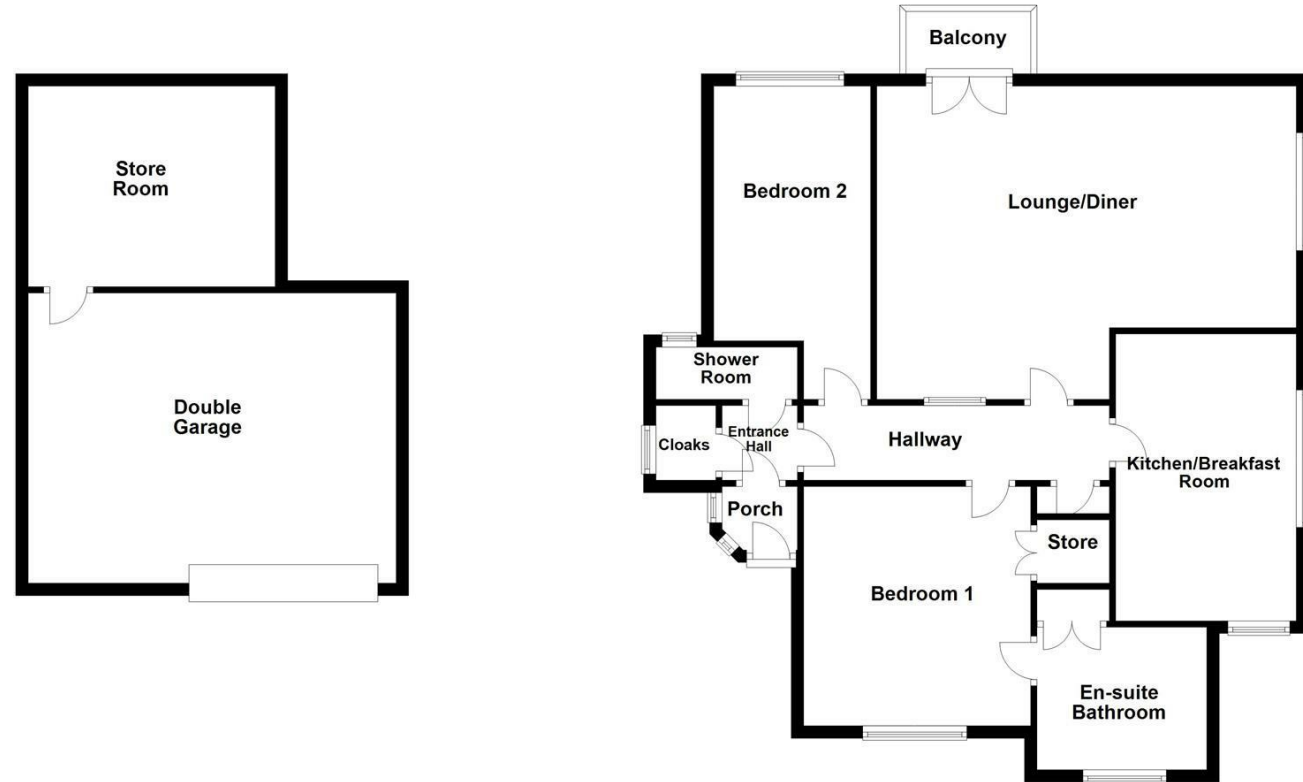 Balcony
Store
Room
Bedroom 2
Lounge/Diner
Shower
Room
Double
Garage
Cloaks
Entrance
Hall
Hallway
Kitchen/Breakfast
Room
Porch
Store
Bedroom 1
En-suite
Bathroom